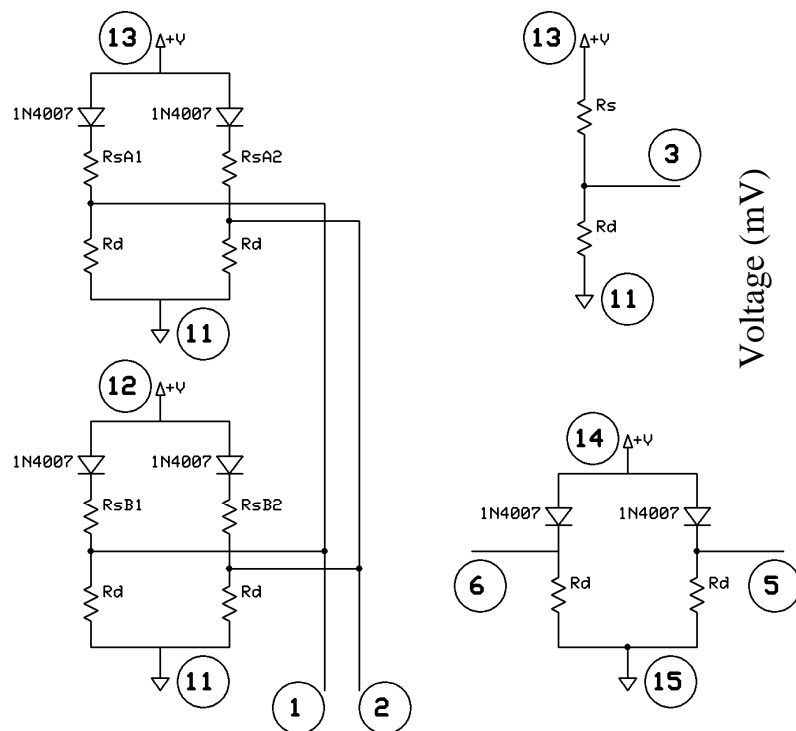 13 +V
1N4007 1N4007
RsA1 RsA2
Rd Rd
11
12 +V
1N4007 1N4007
RsB1 RsB2
Rd Rd
11
1 2
13 +V
Rs
3
Rd
11
Voltage (mV)
14 +V
1N4007 1N4007
6 Rd Rd 5
15